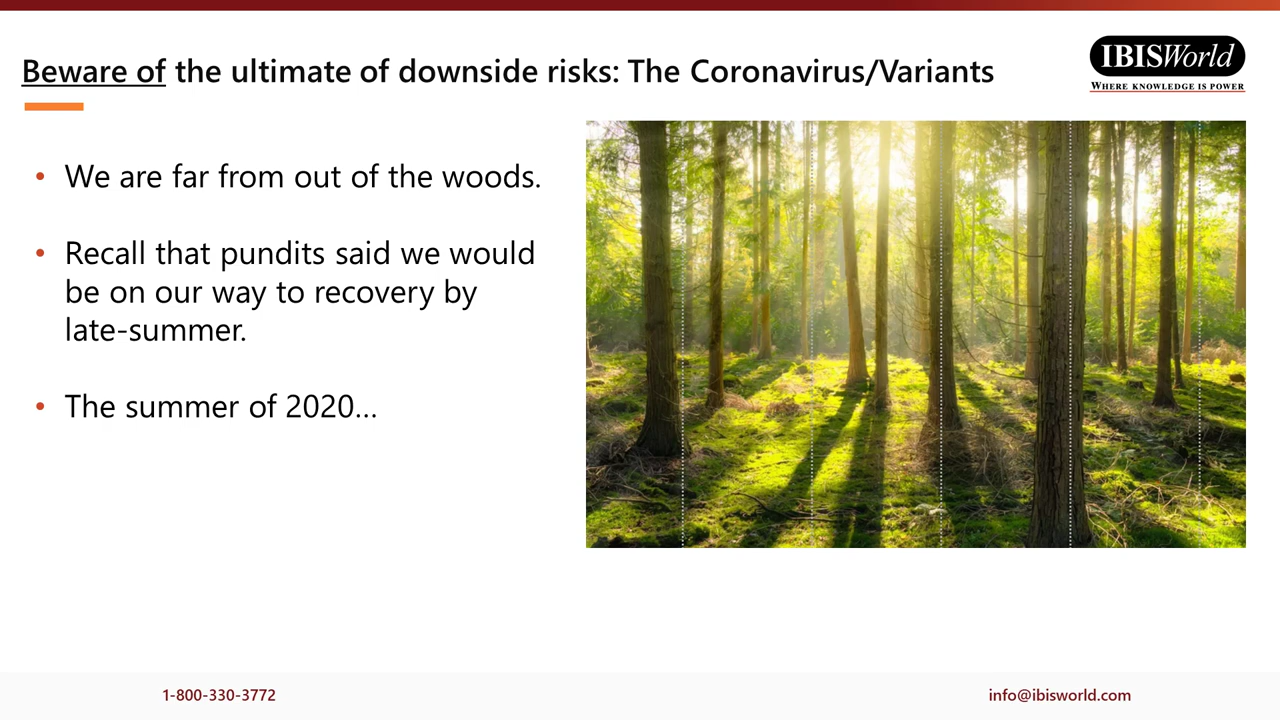 Beware of the ultimate of downside risks: The Coronavirus/Variants
IBISWorld
WHERE KNOWLEDGE IS POWER
• We are far from out of the woods.
• Recall that pundits said we would
be on our way to recovery by
late-summer.
• The summer of 2020…
1-800-330-3772
info@ibisworld.com